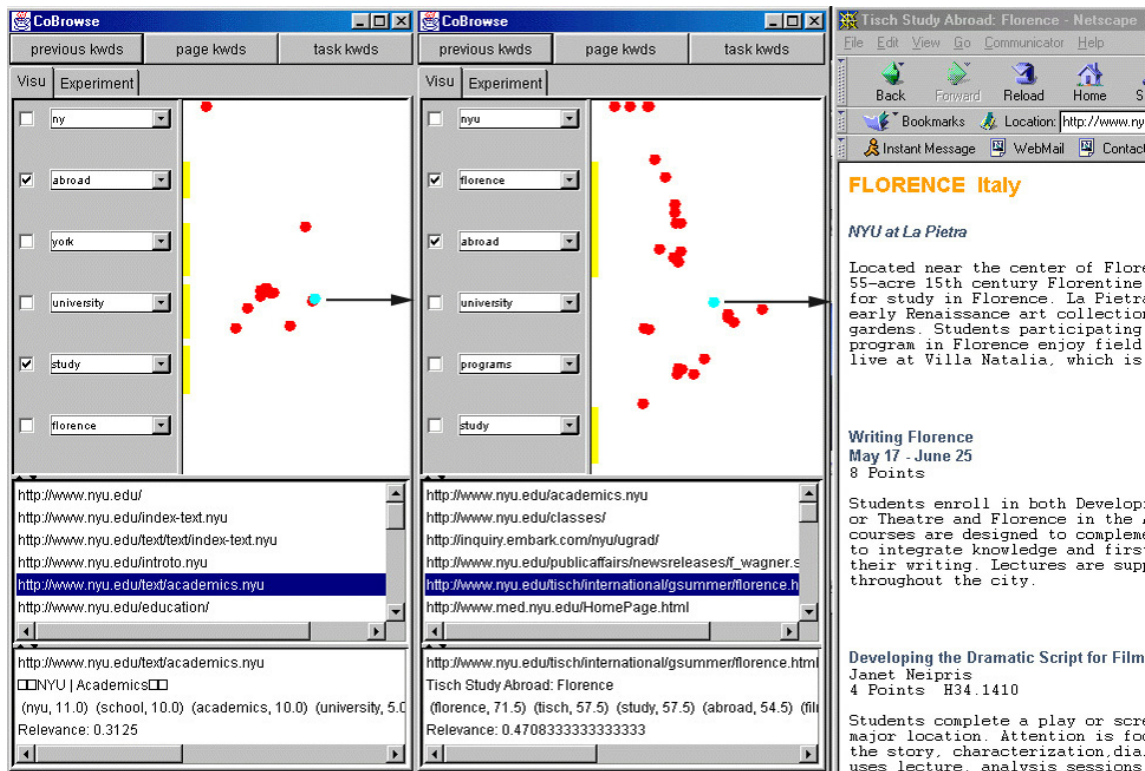 CoBrowse
previous kwds page kwds task kwds
Visu Experiment
ny
abroad
york
university
study
florence
http://www.nyu.edu/
http://www.nyu.edu/index-text.nyu
http://www.nyu.edu/text/text/index-text.nyu
http://www.nyu.edu/introto.nyu
http://www.nyu.edu/text/academics.nyu
http://www.nyu.edu/education/
http://www.nyu.edu/text/academics.nyu
□□NYU | Academics□□
(nyu, 11.0) (school, 10.0) (academics, 10.0) (university, 5.0
Relevance: 0.3125
CoBrowse
previous kwds page kwds task kwds
Visu Experiment
nyu
florence
abroad
university
programs
study
http://www.nyu.edu/academics.nyu
http://www.nyu.edu/classes/
http://inquiry.embark.com/nyu/ugrad/
http://www.nyu.edu/publicaffairs/newsreleases/f_wagner.s
http://www.nyu.edu/tisch/international/gsummer/florence.h
http://www.med.nyu.edu/HomePage.html
http://www.nyu.edu/tisch/international/gsummer/florence.html
Tisch Study Abroad: Florence
(florence, 71.5) (tisch, 57.5) (study, 57.5) (abroad, 54.5) (fil
Relevance: 0.4708333333333333
Tisch Study Abroad: Florence - Netscape
File Edit View Go Communicator Help
Back Forward Reload Home S
Bookmarks Location: http://www.ny
Instant Message WebMail Contact
FLORENCE Italy
NYU at La Pietra
Located near the center of Flore
55-acre 15th century Florentine
for study in Florence. La Pietra
early Renaissance art collection
gardens. Students participating
program in Florence enjoy field
live at Villa Natalia, which is
Writing Florence
May 17 - June 25
8 Points
Students enroll in both Develop
or Theatre and Florence in the
courses are designed to compleme
to integrate knowledge and firs
their writing. Lectures are supp
throughout the city.
Developing the Dramatic Script for Film
Janet Neipris
4 Points H34.1410
Students complete a play or scre
major location. Attention is foc
the story, characterization,dia
uses lecture, analysis sessions